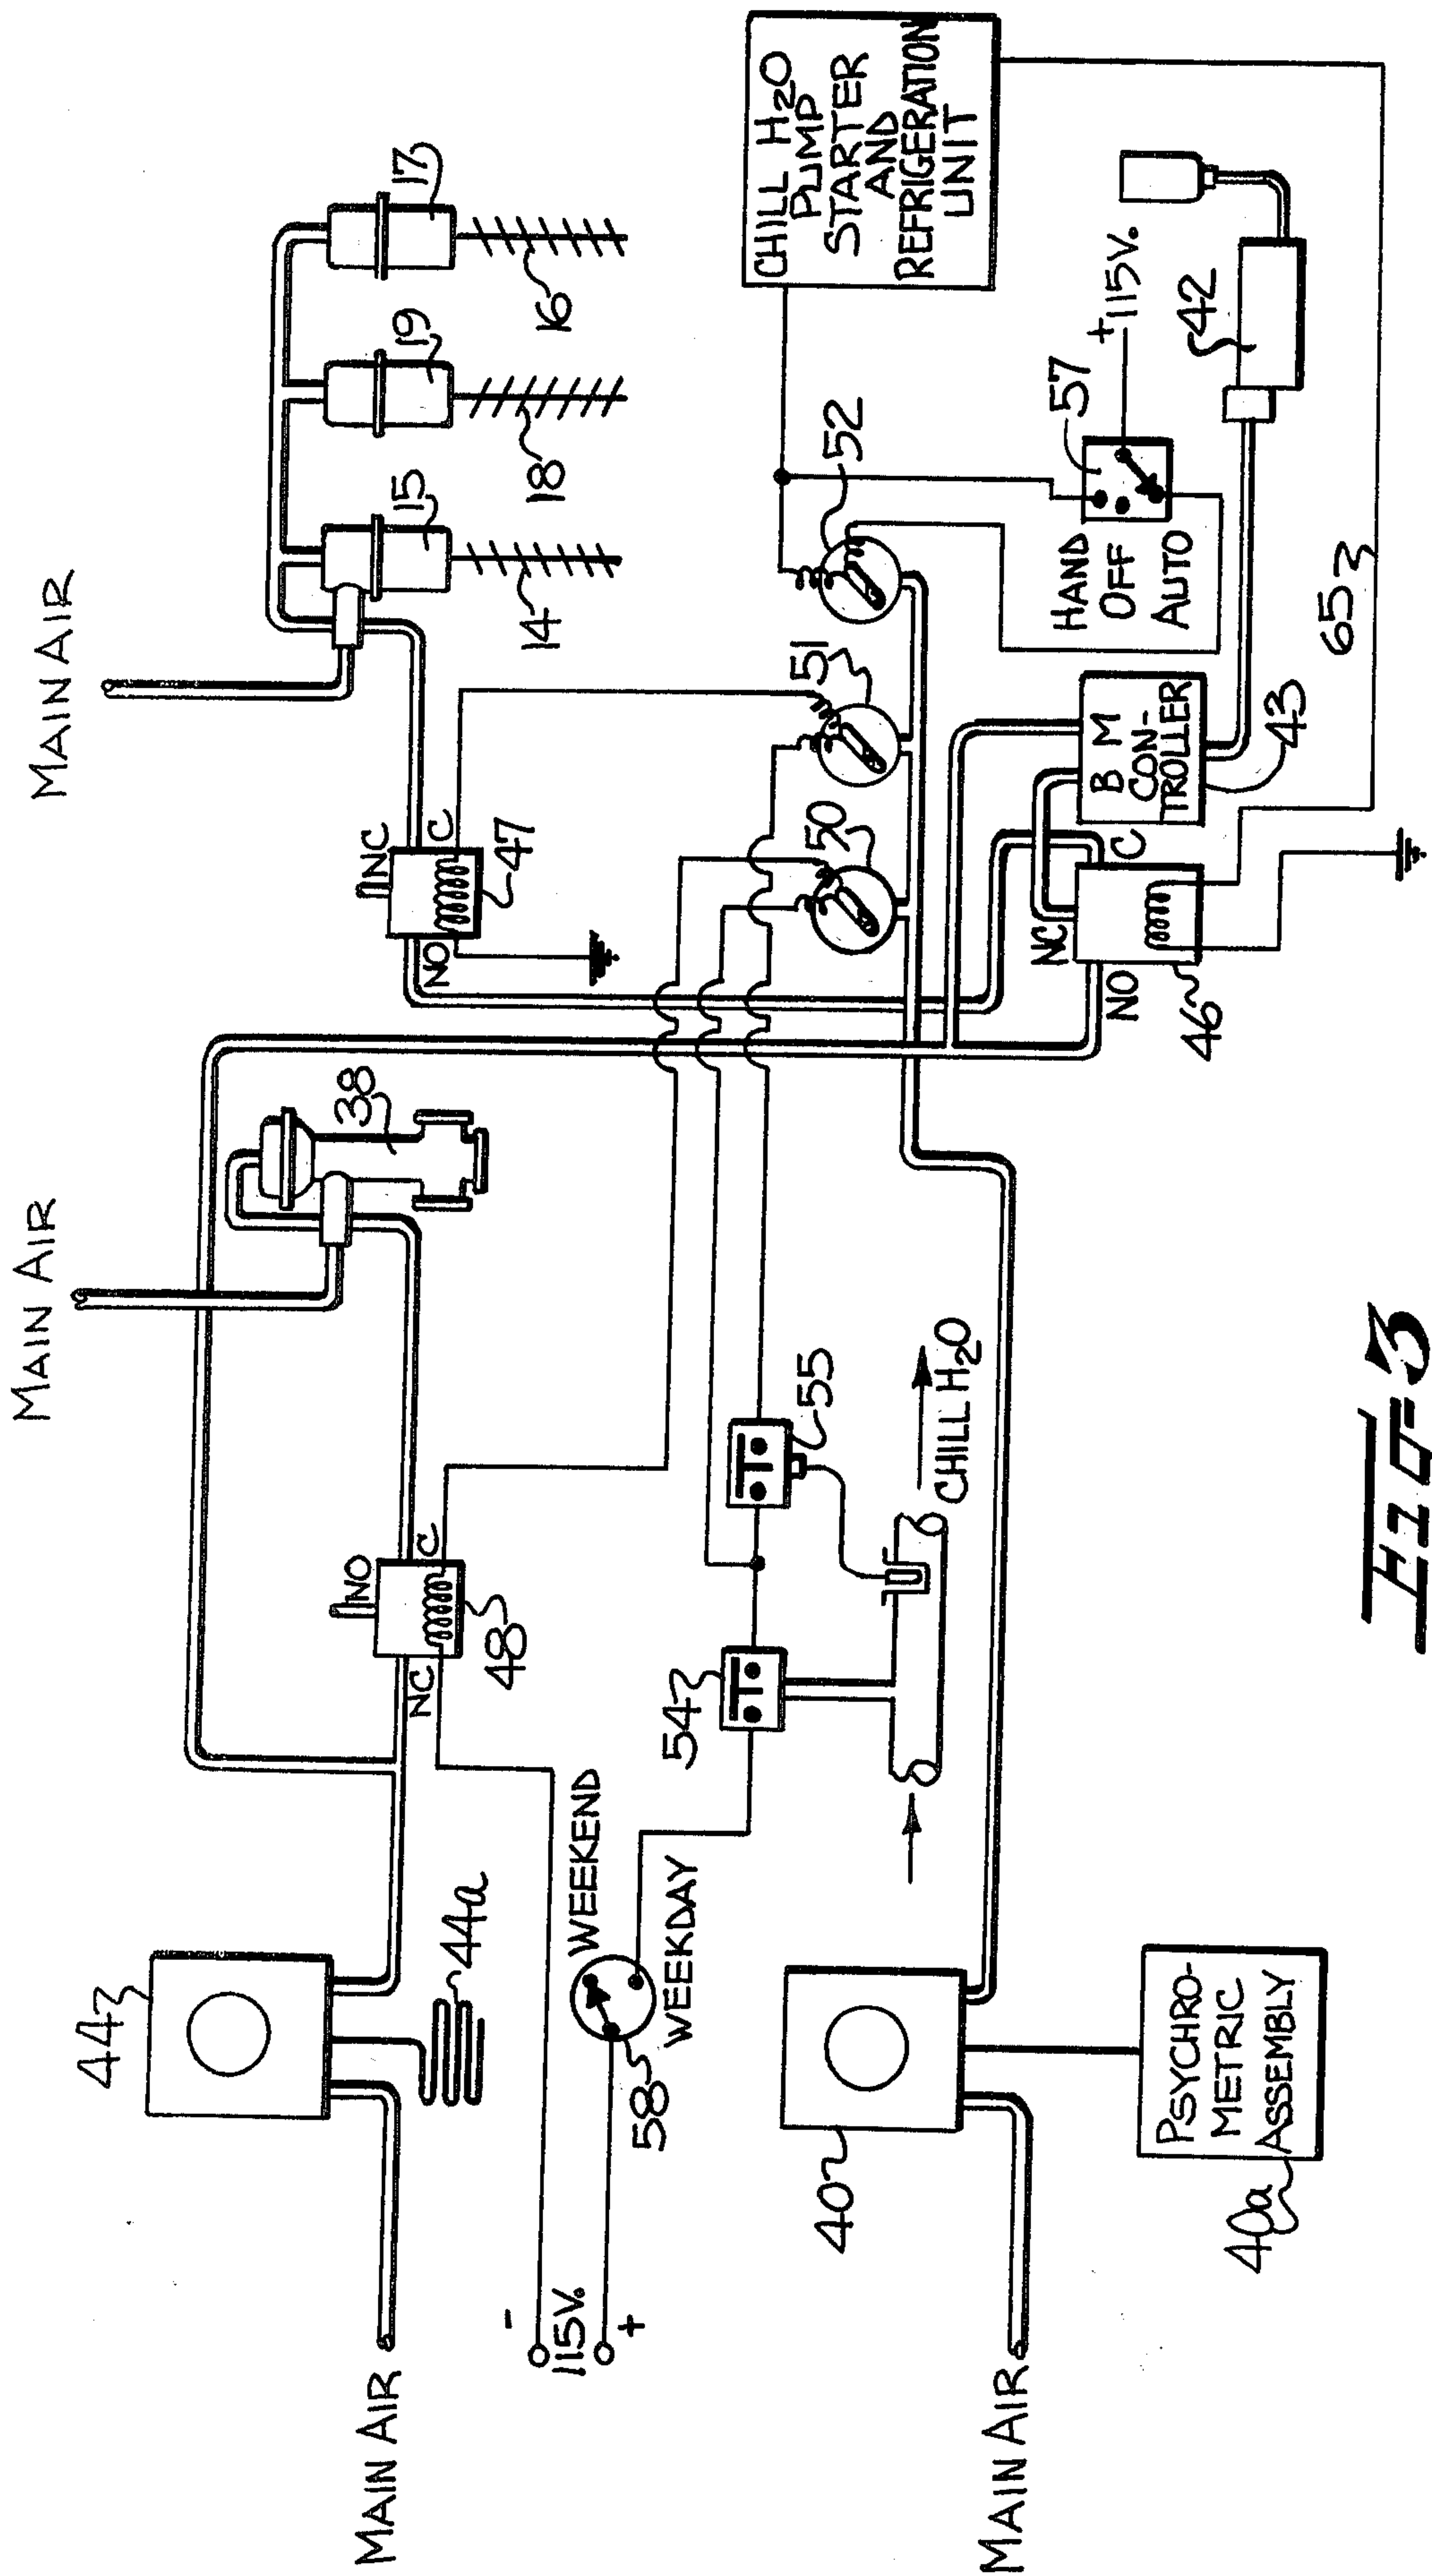 MAIN AIR
MAIN AIR
17
19
15
16
18
14
NC
C
NO
47
38
NO
C
NC
48
44
44a
MAIN AIR
-
115V.
+
WEEKEND
WEEKDAY
58
54
55
CHILL H2O
50
51
52
CHILL H2O
PUMP
STARTER
AND
REFRIGERATION
UNIT
57
+115V.
HAND
OFF
AUTO
42
B M
CON-
TROLLER
43
NC
C
NO
46
65
40
MAIN AIR
PSYCHRO-
METRIC
ASSEMBLY
40a
FIG-3